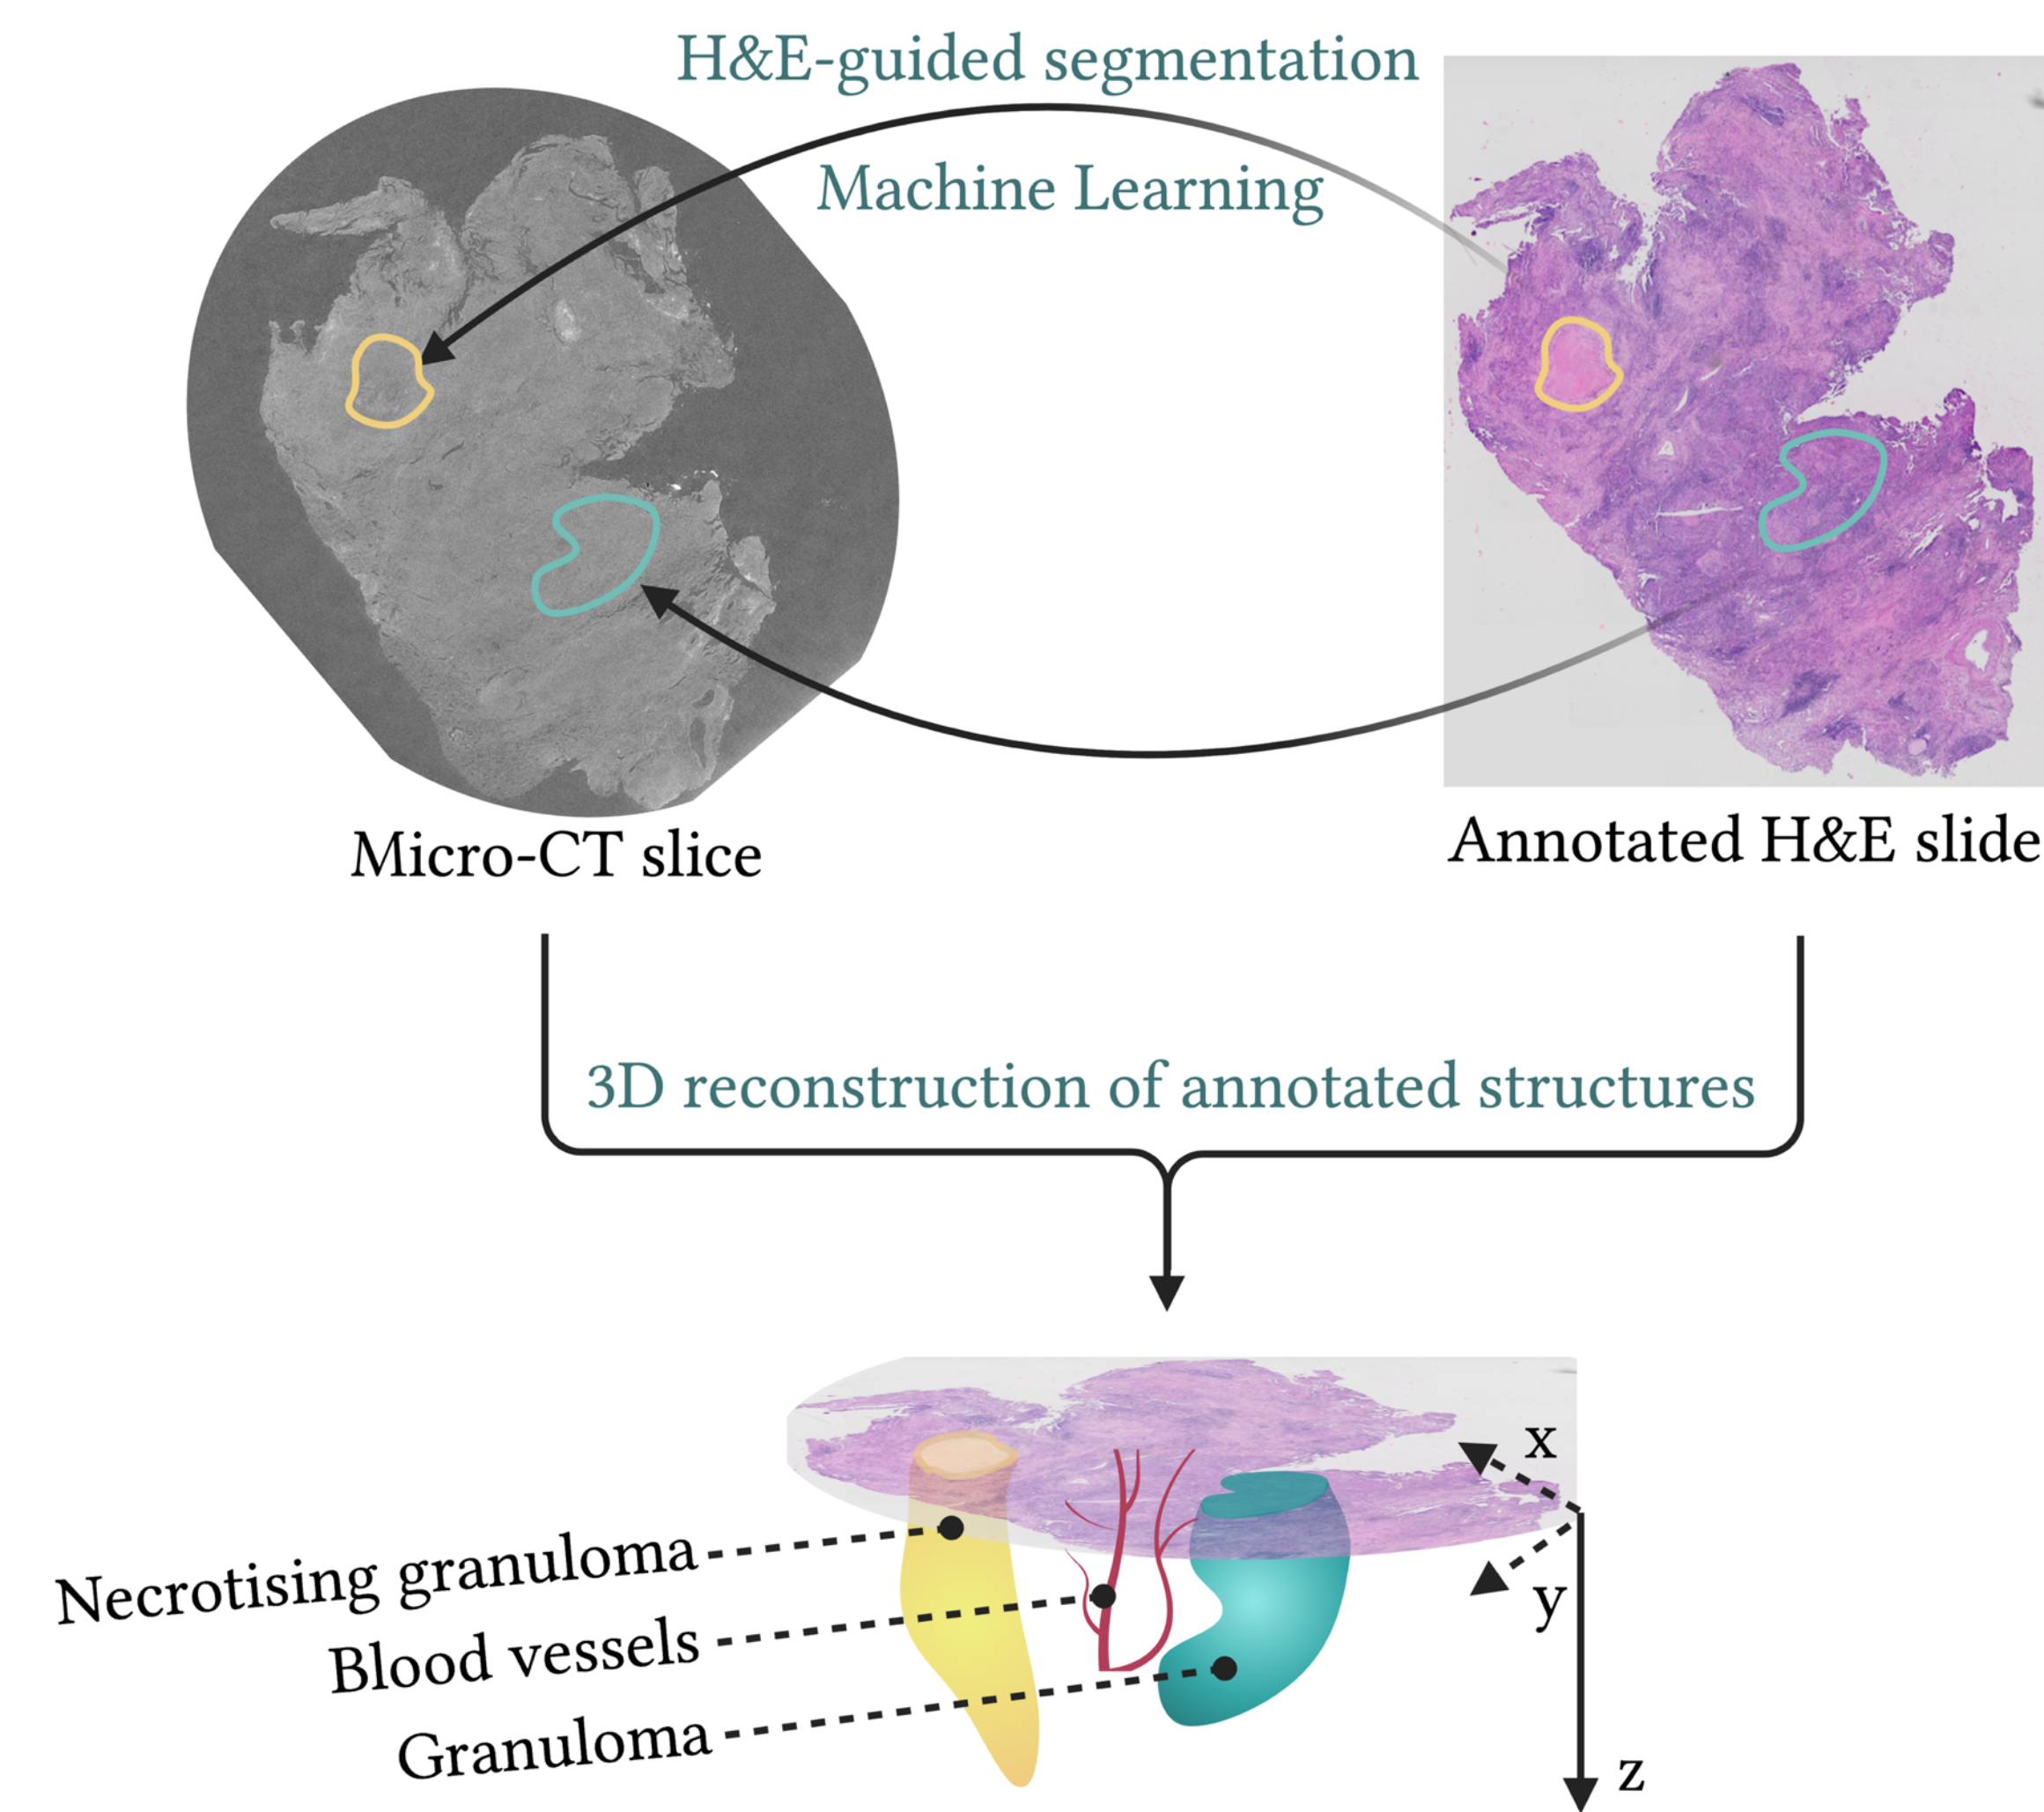 H&E-guided segmentation
Machine Learning
Micro-CT slice
Annotated H&E slide
3D reconstruction of annotated structures
x
y
z
Necrotising granuloma
Blood vessels
Granuloma